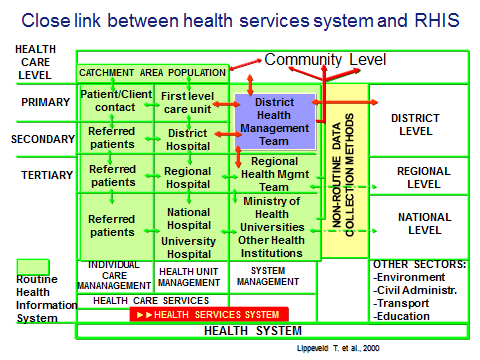 Close link between health services system and RHIS
HEALTH
CARE
LEVEL
Community Level
CATCHMENT AREA POPULATION
PRIMARY
Patient/Client
contact
First level
care unit
District
Health
Management
Team
SECONDARY
Referred
patients
District
Hospital
DISTRICT
LEVEL
TERTIARY
Referred
patients
Regional
Hospital
Regional
Health Mgmt
Team
REGIONAL
LEVEL
Referred
patients
National
Hospital
University
Hospital
Ministry of
Health
Universities
Other Health
Institutions
NATIONAL
LEVEL
NON-ROUTINE DATA
COLLECTION METHODS
Routine
Health
Information
System
INDIVIDUAL
CARE
MANANAGEMENT
HEALTH UNIT
MANAGEMENT
SYSTEM
MANAGEMENT
OTHER SECTORS:
-Environment
-Civil Administr.
-Transport
-Education
HEALTH CARE SERVICES
►►HEALTH SERVICES SYSTEM
HEALTH SYSTEM
Lippeveld T. et al., 2000